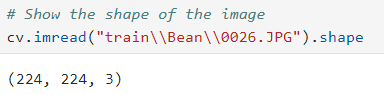 # Show the shape of the image
cv.imread("train\\Bean\\0026.JPG").shape
(224, 224, 3)